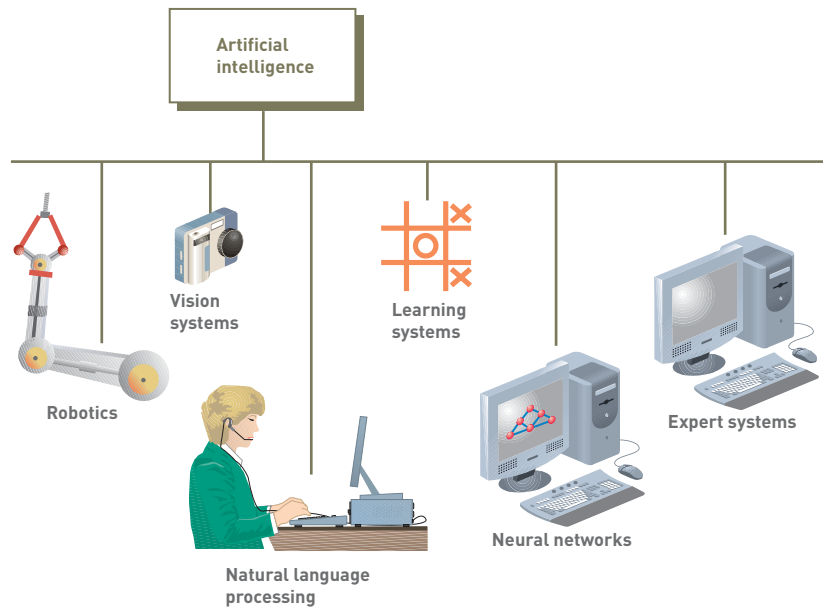 Artificial
intelligence
Vision
systems
Learning
systems
Robotics
Expert systems
Neural networks
Natural language
processing